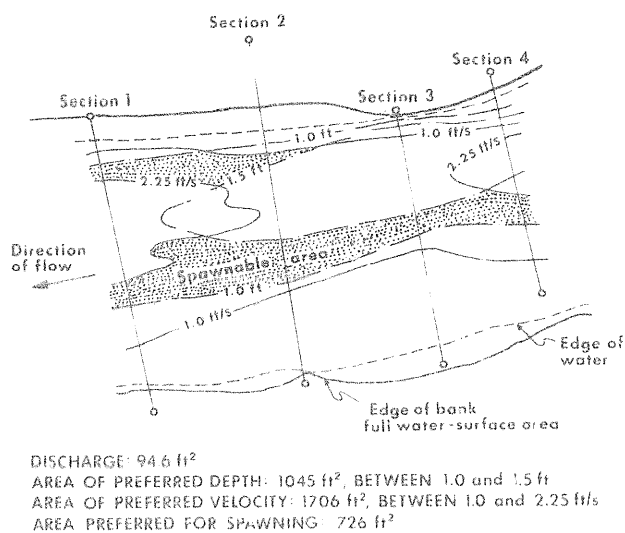 Section 2
Section 4
Section 1
Section 3
1.0 ft
1.0 ft/s
2.25 ft/s
1.5 ft
2.25 ft/s
Direction
of flow
Spawnable area
1.0 ft
1.0 ft/s
Edge of
water
Edge of bank
full water-surface area
DISCHARGE: 94.6 ft²
AREA OF PREFERRED DEPTH: 1045 ft², BETWEEN 1.0 and 1.5 ft
AREA OF PREFERRED VELOCITY: 1706 ft², BETWEEN 1.0 and 2.25 ft/s
AREA PREFERRED FOR SPAWNING: 726 ft²